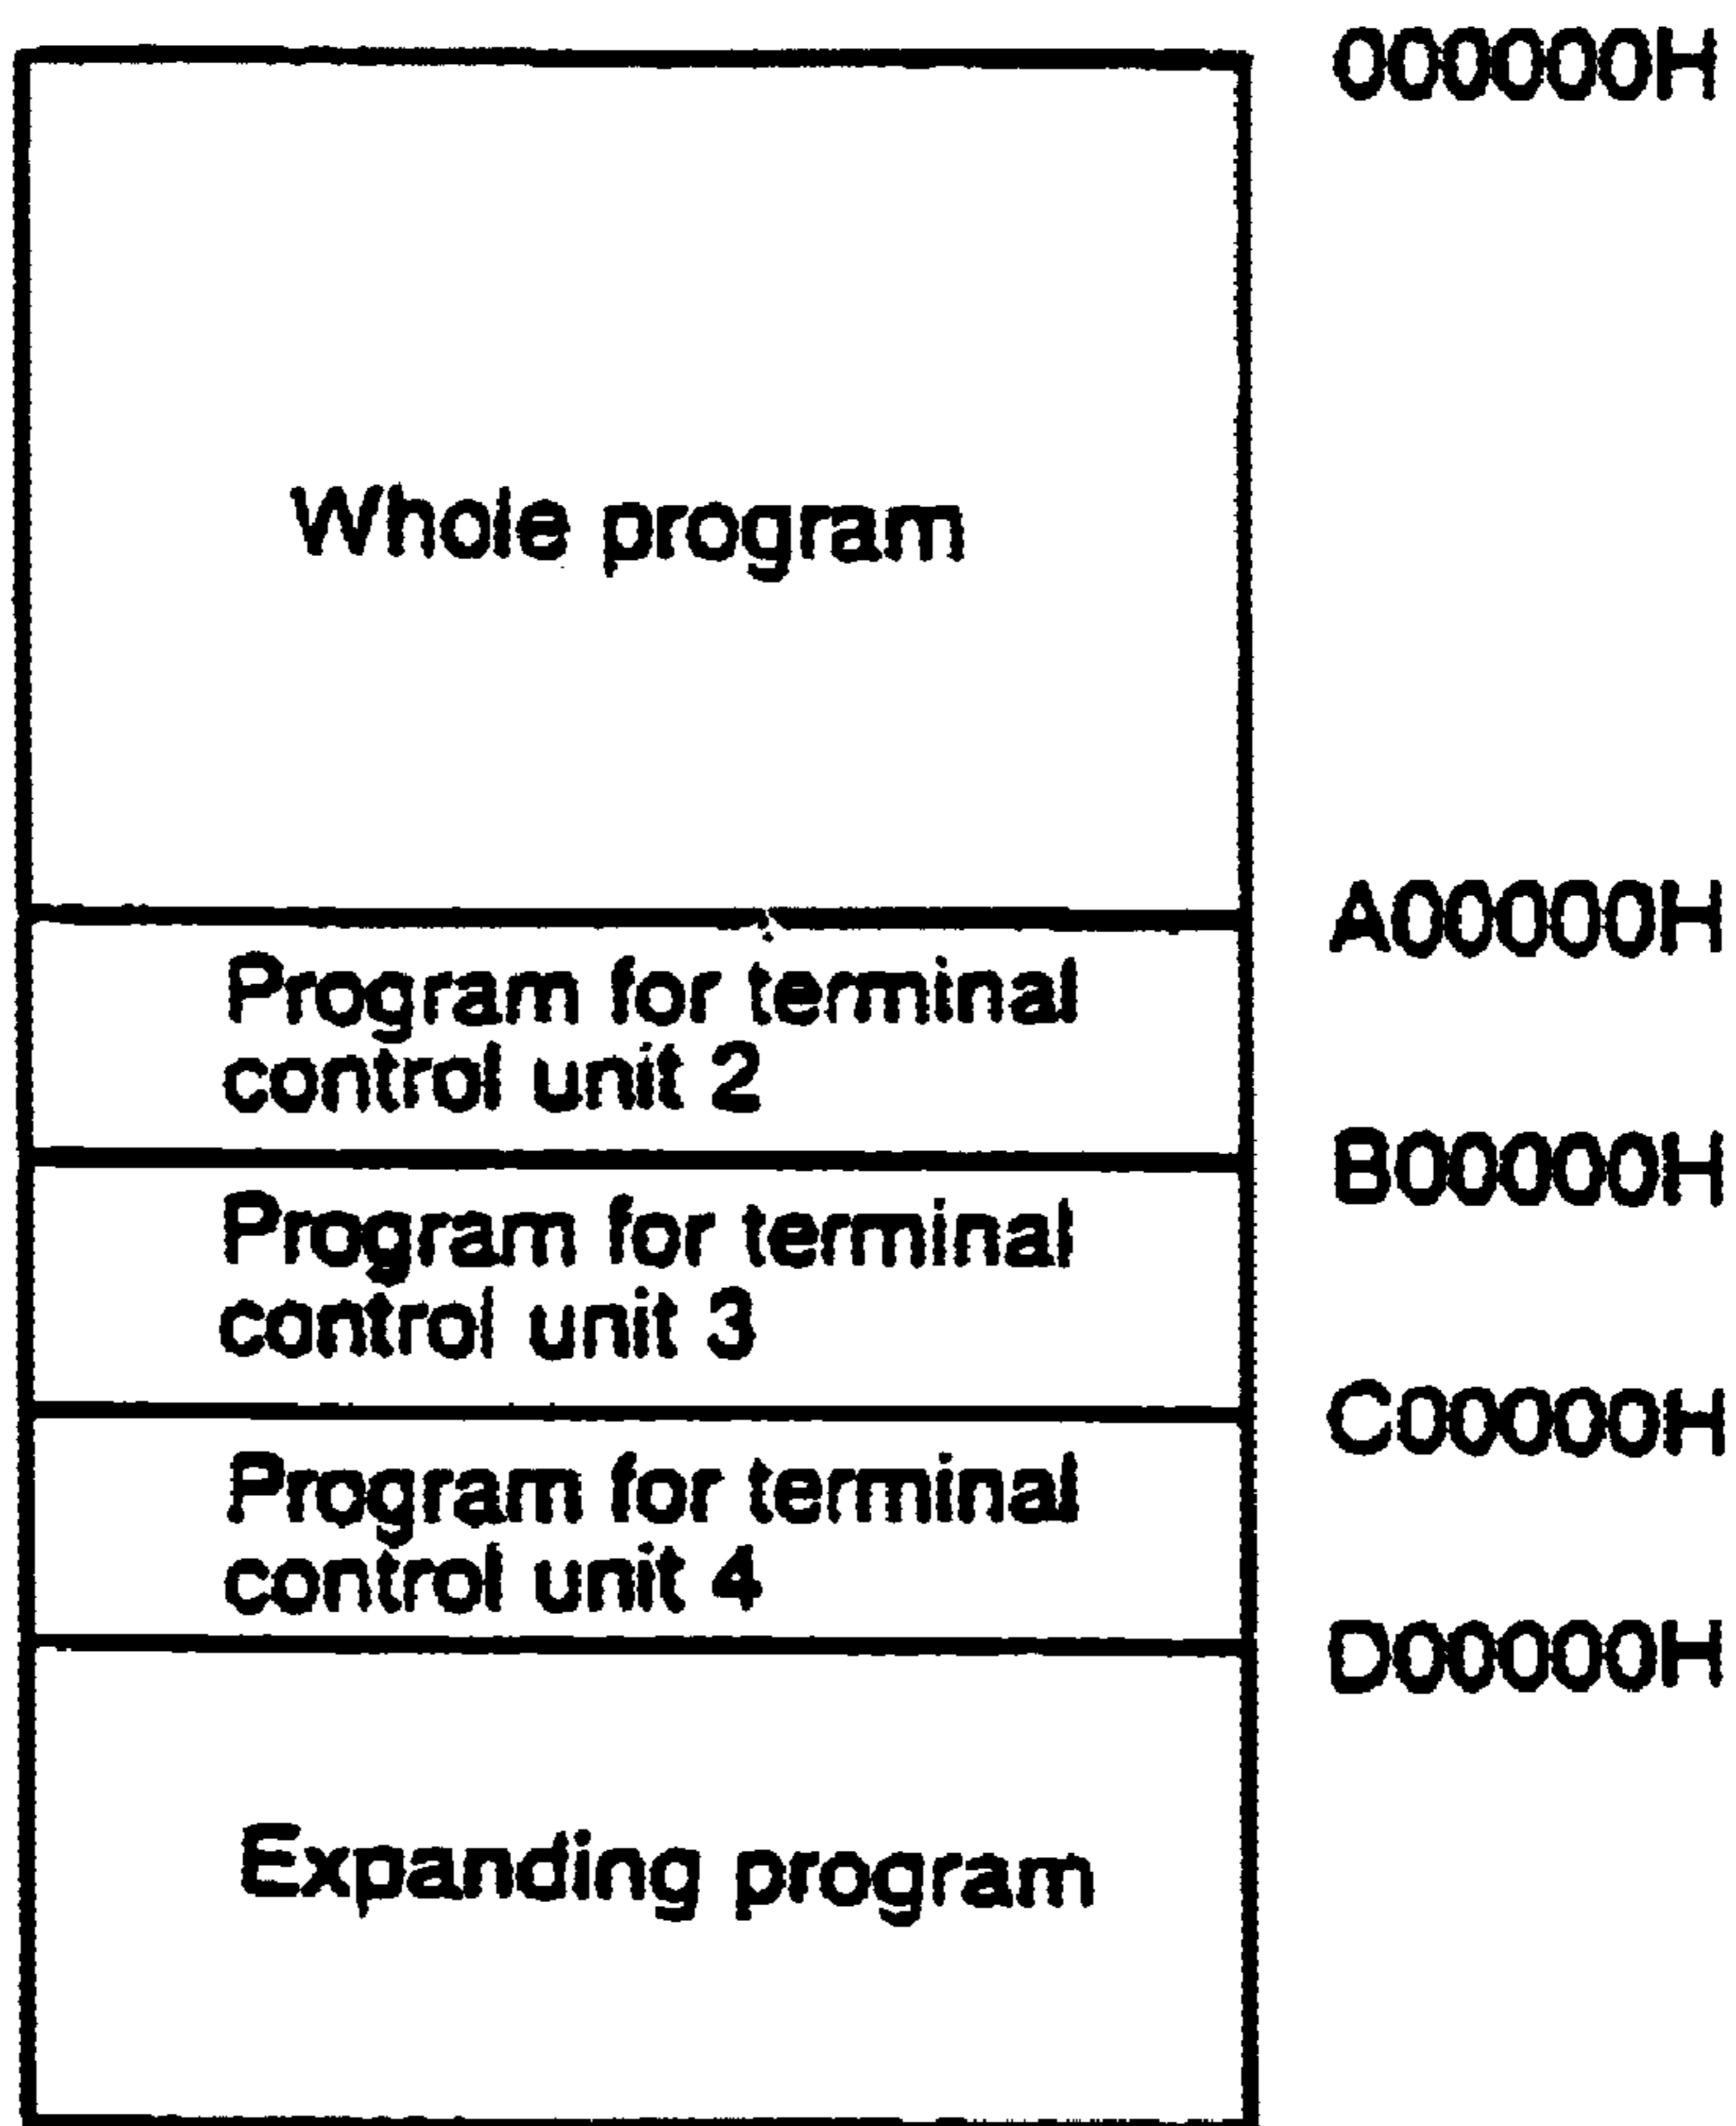 000000H
Whole program
A00000H
Program for terminal
control unit 2
B00000H
Program for terminal
control unit 3
C00000H
Program for terminal
control unit 4
D00000H
Expanding program